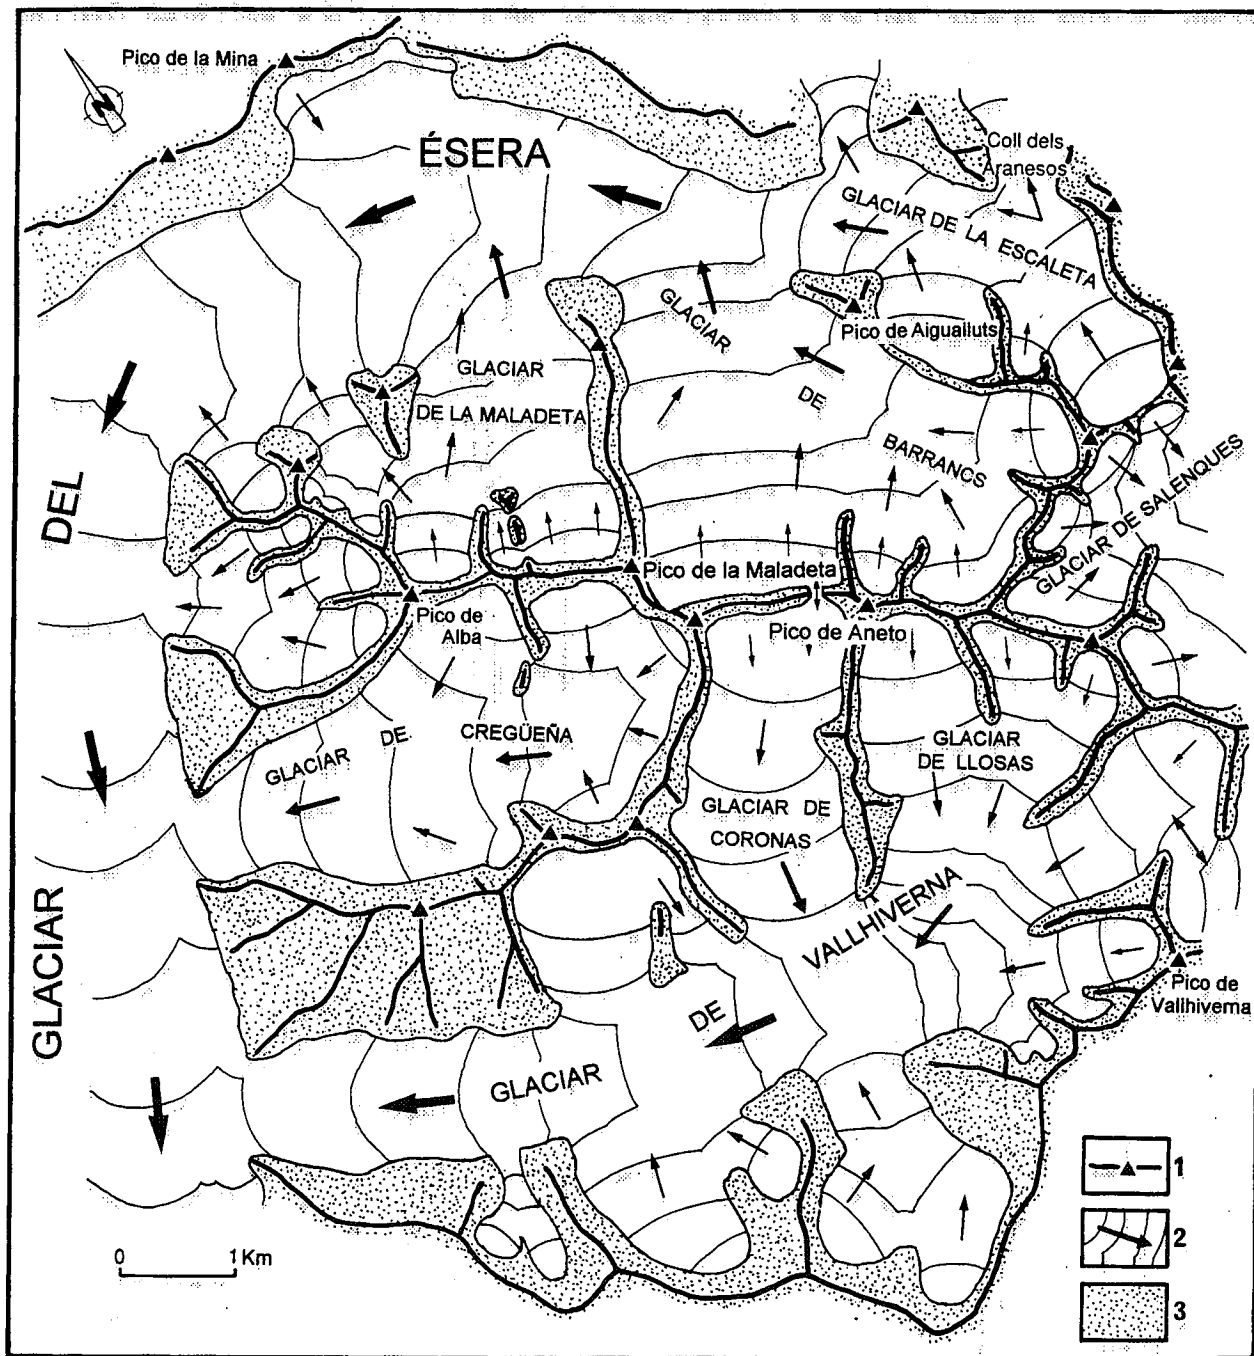 Pico de la Mina
N
ÉSERA
Coll dels
Aranesos
GLACIAR DE LA ESCALETA
GLACIAR
DE
BARRANCS
Pico de Aigualluts
GLACIAR
DE LA MALADETA
GLACIAR DE SALENQUES
DEL
Pico de la Maladeta
Pico de
Alba
Pico de Aneto
GLACIAR DE CREGÜEÑA
GLACIAR
DE LLOSAS
GLACIAR DE
CORONAS
GLACIAR
VALLHIVERNA
DE
GLACIAR
Pico de
Vallhiverna
1
2
3
0 1 Km